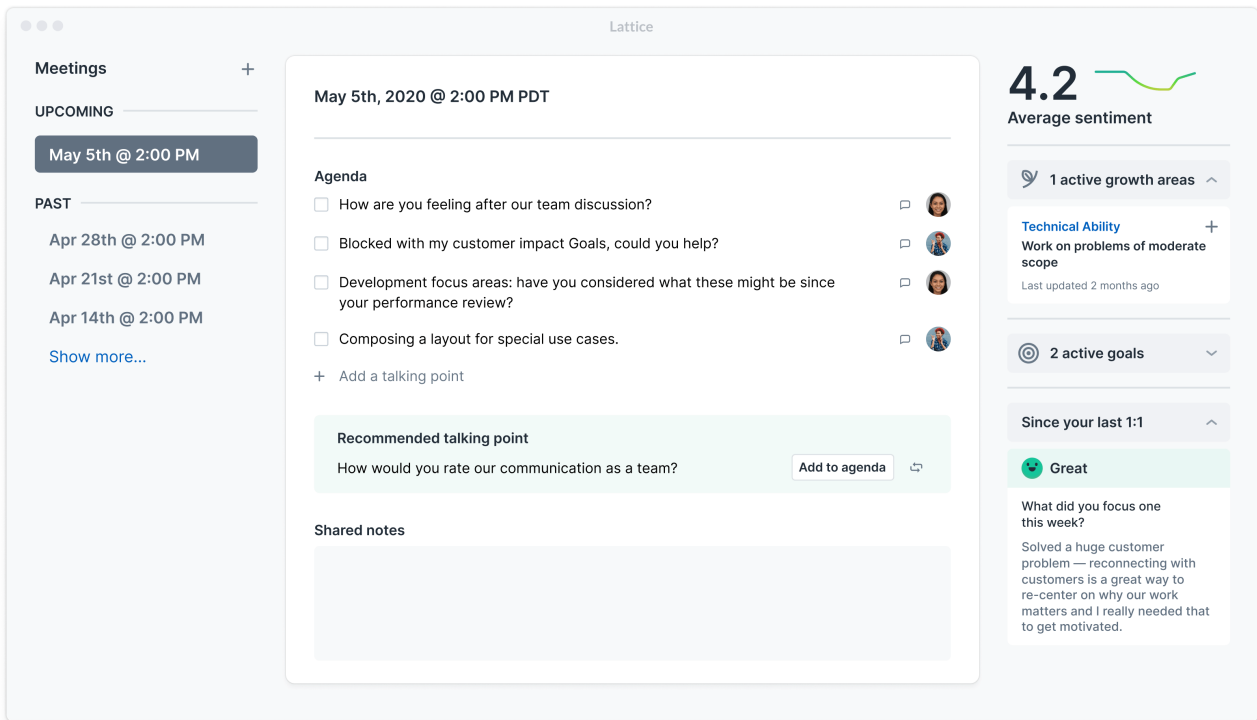 Lattice
Meetings
UPCOMING
May 5th @ 2:00 PM
PAST
Apr 28th @ 2:00 PM
Apr 21st @ 2:00 PM
Apr 14th @ 2:00 PM
Show more...
May 5th, 2020 @ 2:00 PM PDT
Agenda
How are you feeling after our team discussion?
Blocked with my customer impact Goals, could you help?
Development focus areas: have you considered what these might be since
your performance review?
Composing a layout for special use cases.
+ Add a talking point
Recommended talking point
How would you rate our communication as a team?
Add to agenda
Shared notes
4.2
Average sentiment
1 active growth areas
Technical Ability
Work on problems of moderate
scope
Last updated 2 months ago
2 active goals
Since your last 1:1
Great
What did you focus one
this week?
Solved a huge customer
problem — reconnecting with
customers is a great way to
re-center on why our work
matters and I really needed that
to get motivated.